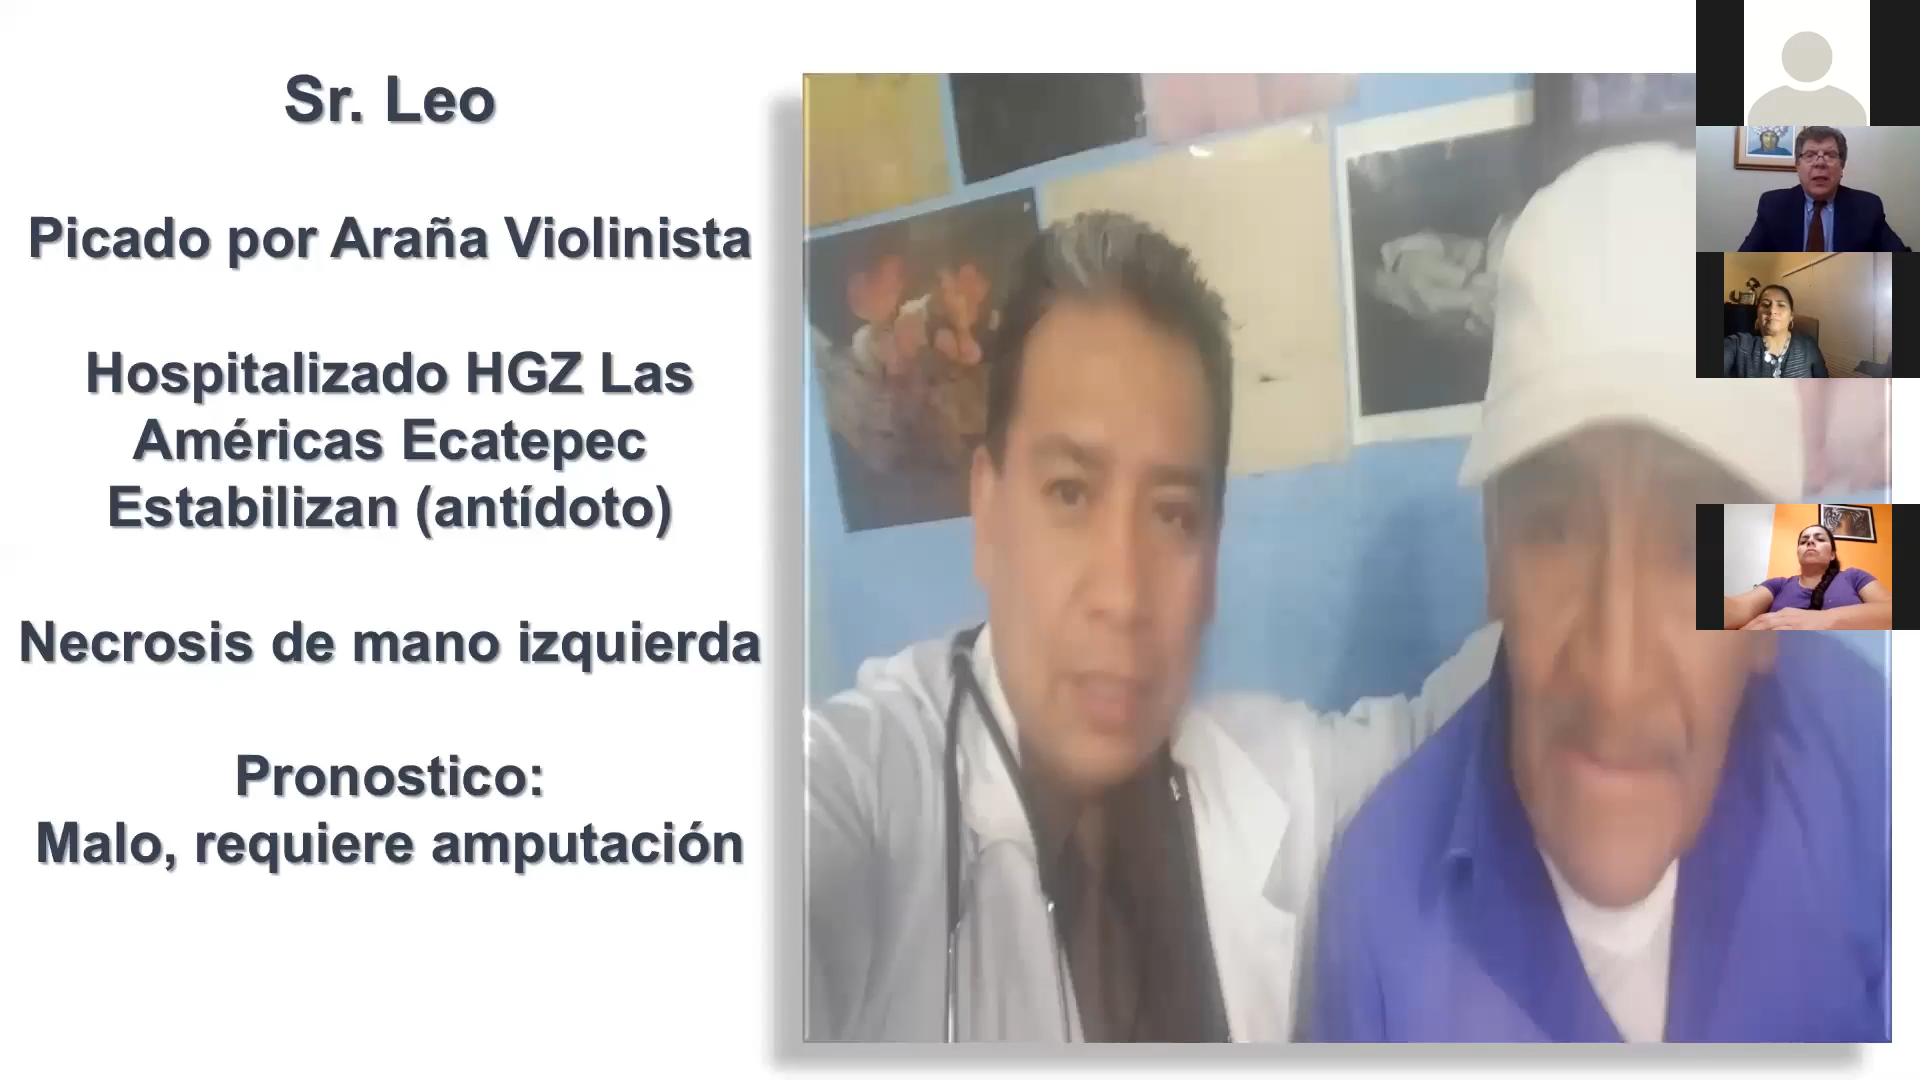 Sr. Leo
Picado por Araña Violinista
Hospitalizado HGZ Las
Américas Ecatepec
Estabilizan (antídoto)
Necrosis de mano izquierda
Pronostico:
Malo, requiere amputación